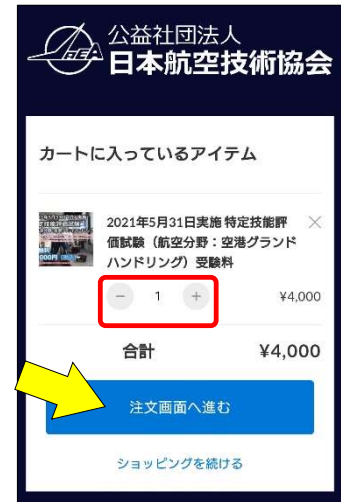 公益社団法人
日本航空技術協会
カートに入っているアイテム
2021年5月31日実施 特定技能評
価試験（航空分野：空港グランド
ハンドリング）受験料
− 1 +
¥4,000
合計 ¥4,000
注文画面へ進む
ショッピングを続ける